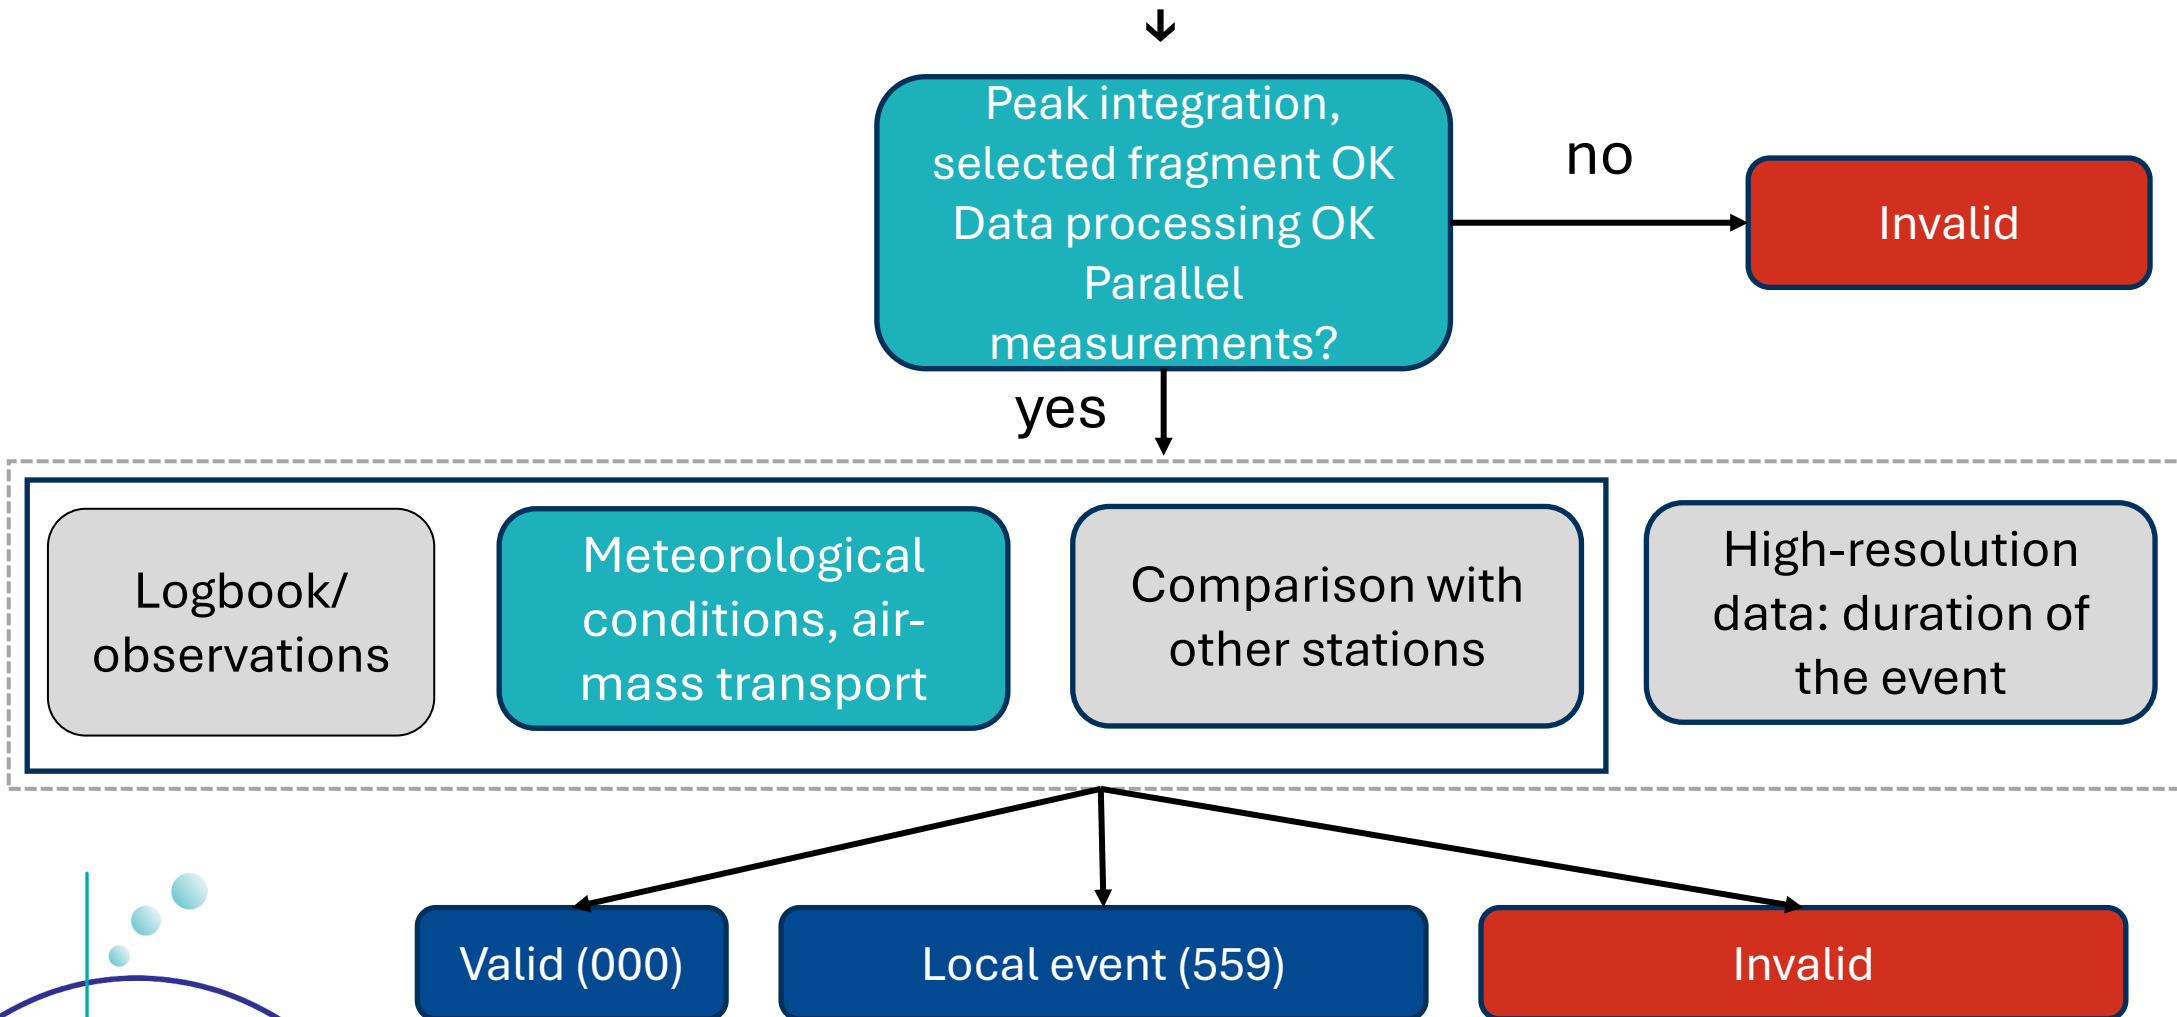 Peak integration,
selected fragment OK
Data processing OK
Parallel
measurements?
no
Invalid
yes
Logbook/
observations
Meteorological
conditions, air-
mass transport
Comparison with
other stations
High-resolution
data: duration of
the event
Valid (000)
Local event (559)
Invalid